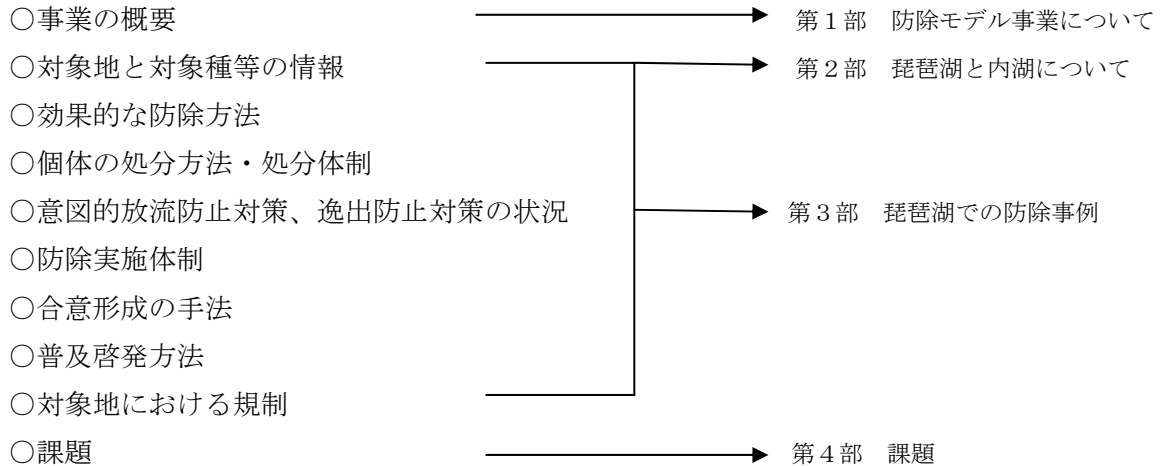 ○事業の概要 第１部 防除モデル事業について
○対象地と対象種等の情報 第２部 琵琶湖と内湖について
○効果的な防除方法
○個体の処分方法・処分体制
○意図的放流防止対策、逸出防止対策の状況 第３部 琵琶湖での防除事例
○防除実施体制
○合意形成の手法
○普及啓発方法
○対象地における規制
○課題 第４部 課題